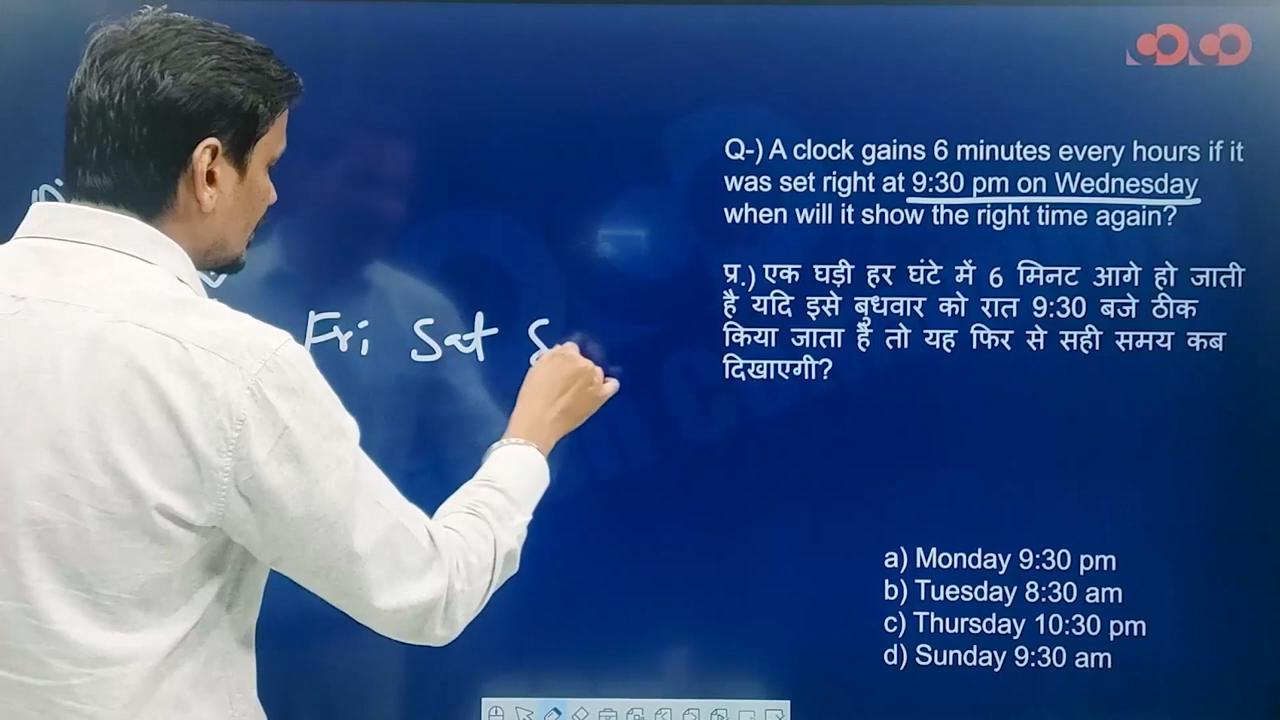 Q-) A clock gains 6 minutes every hours if it
was set right at 9:30 pm on Wednesday
when will it show the right time again?
प्र.) एक घड़ी हर घंटे में 6 मिनट आगे हो जाती
है यदि इसे बुधवार को रात 9:30 बजे ठीक
किया जाता है तो यह फिर से सही समय कब
दिखाएगी?
Fri Sat S
a) Monday 9:30 pm
b) Tuesday 8:30 am
c) Thursday 10:30 pm
d) Sunday 9:30 am